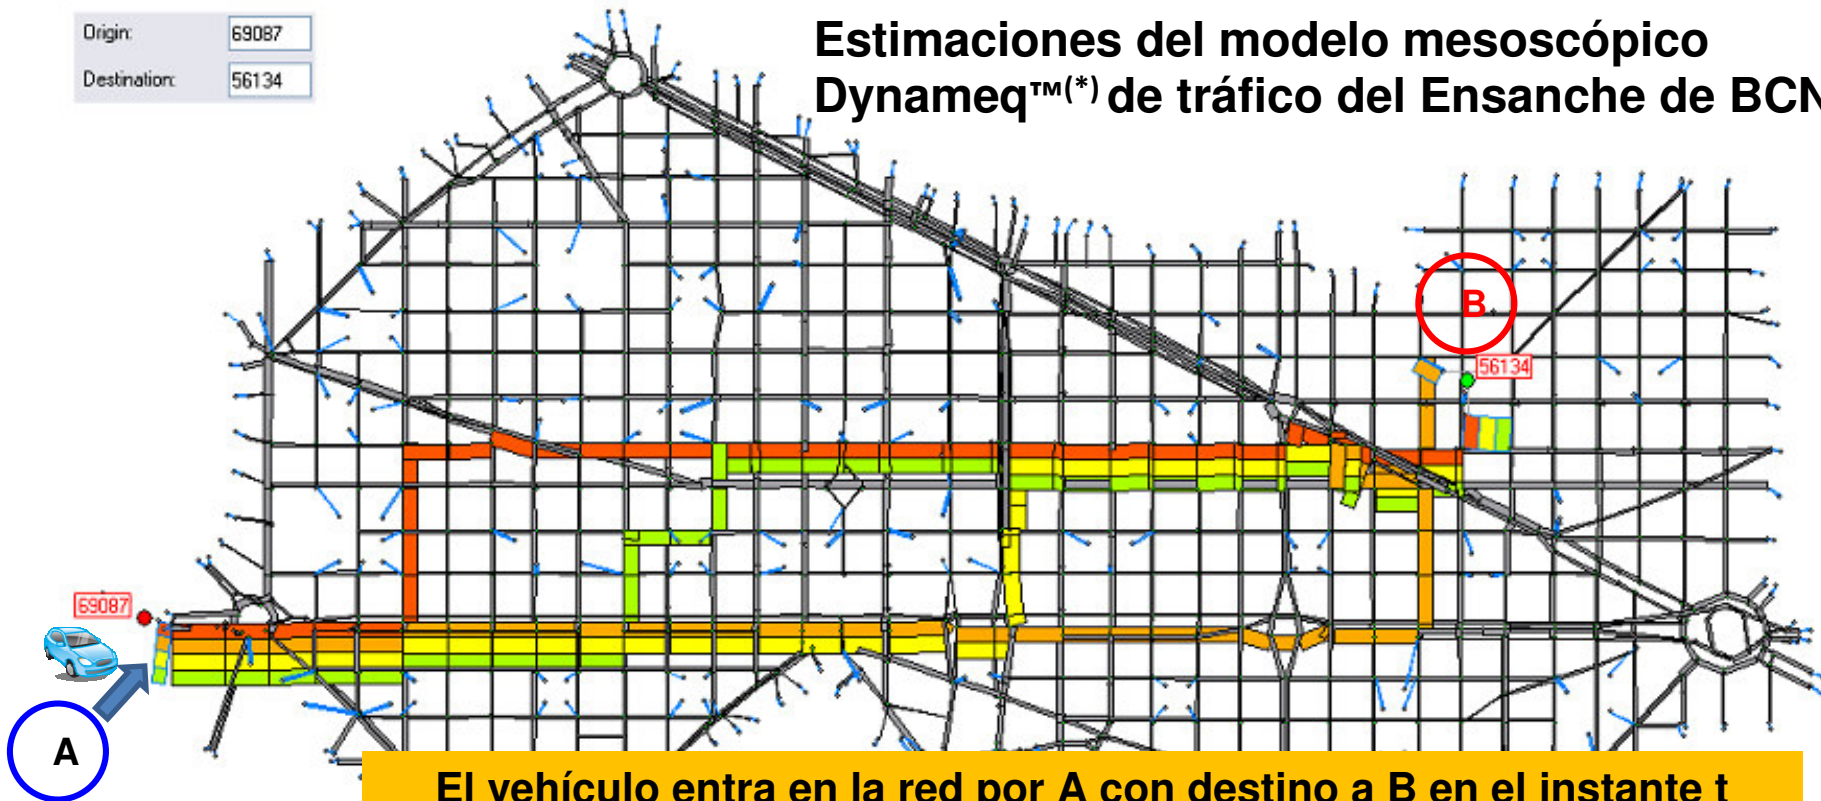 Origin: 69087
Destination: 56134
Estimaciones del modelo mesoscópico
Dynameq™(*) de tráfico del Ensanche de BCN
B
56134
69087
A
El vehículo entra en la red por A con destino a B en el instante t